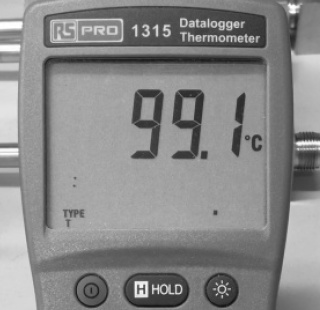 RS PRO 1315 Datalogger
Thermometer
99.1 °C
:
TYPE
T
H HOLD